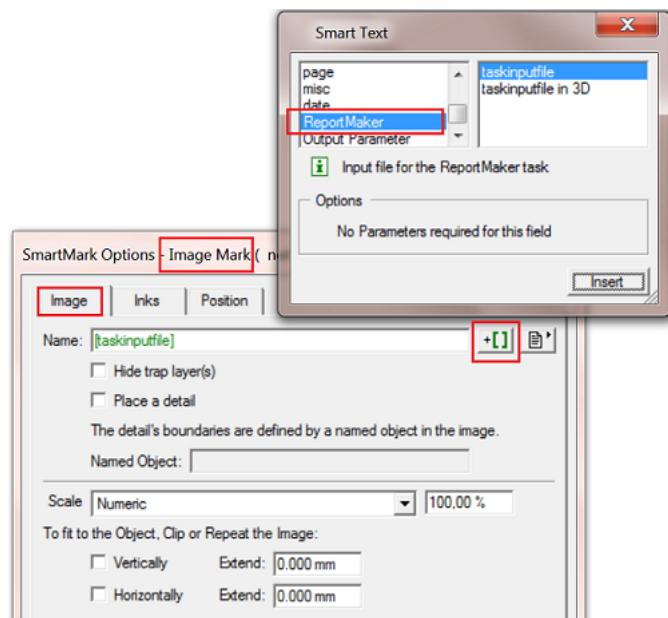 Smart Text
page
misc
date
ReportMaker
Output Parameter
taskinputfile
taskinputfile in 3D
Input file for the ReportMaker task
Options
No Parameters required for this field
Insert
SmartMark Options - Image Mark (
Image Inks Position
Name: [taskinputfile]
+[]
Hide trap layer(s)
Place a detail
The detail's boundaries are defined by a named object in the image.
Named Object:
Scale Numeric 100,00 %
To fit to the Object, Clip or Repeat the Image:
Vertically Extend: 0.000 mm
Horizontally Extend: 0.000 mm